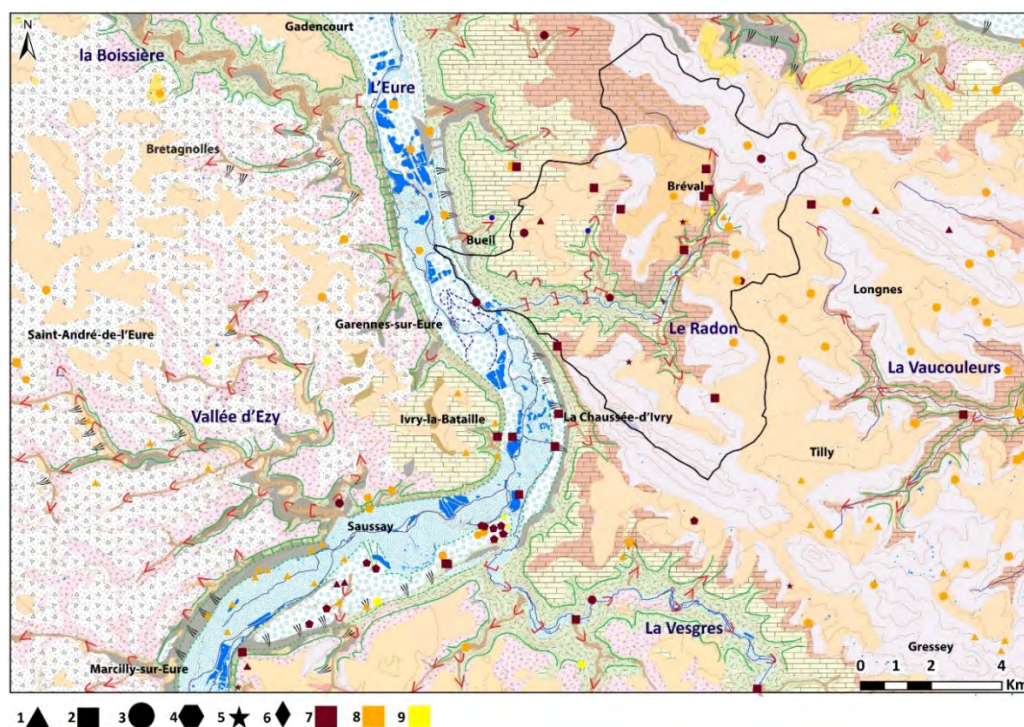 N
Gadencourt
la Boissière
L'Eure
Bretagnolles
Bréval
Bueil
Longnes
Saint-André-de-l'Eure
Garennes-sur-Eure
Le Radon
La Vaucouleurs
Vallée d'Ezy
Ivry-la-Bataille
La Chaussée-d'Ivry
Tilly
Saussay
La Vesgres
Gressey
Marcilly-sur-Eure
0 1 2 4
Km
1 2 3 4 5 6 7 8 9